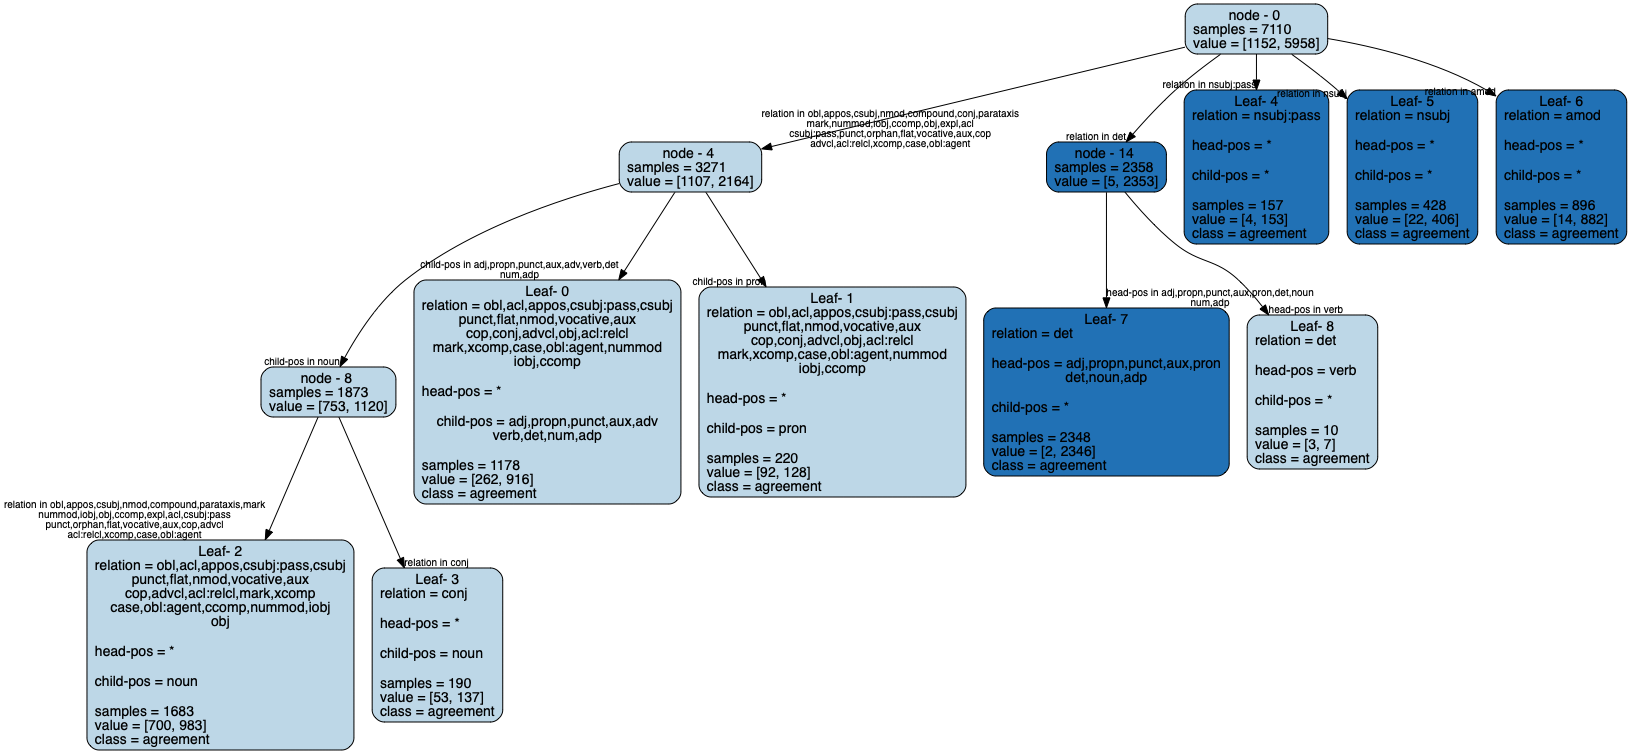 node - 0
samples = 7110
value = [1152, 5958]
relation in obl,appos,csubj,nmod,compound,conj,parataxis
mark,nummod,iobj,ccomp,obj,expl,acl
csubj:pass,punct,orphan,flat,vocative,aux,cop
advcl,acl:relcl,xcomp,case,obl:agent
relation in det
relation in nsubj:pass
relation in nsubj
relation in amod
node - 4
samples = 3271
value = [1107, 2164]
node - 14
samples = 2358
value = [5, 2353]
Leaf- 4
relation = nsubj:pass
head-pos = *
child-pos = *
samples = 157
value = [4, 153]
class = agreement
Leaf- 5
relation = nsubj
head-pos = *
child-pos = *
samples = 428
value = [22, 406]
class = agreement
Leaf- 6
relation = amod
head-pos = *
child-pos = *
samples = 896
value = [14, 882]
class = agreement
child-pos in noun
child-pos in adj,propn,punct,aux,adv,verb,det
num,adp
child-pos in pron
head-pos in adj,propn,punct,aux,pron,det,noun
num,adp
head-pos in verb
node - 8
samples = 1873
value = [753, 1120]
Leaf- 0
relation = obl,acl,appos,csubj:pass,csubj
punct,flat,nmod,vocative,aux
cop,conj,advcl,obj,acl:relcl
mark,xcomp,case,obl:agent,nummod
iobj,ccomp
head-pos = *
child-pos = adj,propn,punct,aux,adv
verb,det,num,adp
samples = 1178
value = [262, 916]
class = agreement
Leaf- 1
relation = obl,acl,appos,csubj:pass,csubj
punct,flat,nmod,vocative,aux
cop,conj,advcl,obj,acl:relcl
mark,xcomp,case,obl:agent,nummod
iobj,ccomp
head-pos = *
child-pos = pron
samples = 220
value = [92, 128]
class = agreement
Leaf- 7
relation = det
head-pos = adj,propn,punct,aux,pron
det,noun,adp
child-pos = *
samples = 2348
value = [2, 2346]
class = agreement
Leaf- 8
relation = det
head-pos = verb
child-pos = *
samples = 10
value = [3, 7]
class = agreement
relation in obl,appos,csubj,nmod,compound,parataxis,mark
nummod,iobj,obj,ccomp,expl,acl,csubj:pass
punct,orphan,flat,vocative,aux,cop,advcl
acl:relcl,xcomp,case,obl:agent
relation in conj
Leaf- 2
relation = obl,acl,appos,csubj:pass,csubj
punct,flat,nmod,vocative,aux
cop,advcl,acl:relcl,mark,xcomp
case,obl:agent,ccomp,nummod,iobj
obj
head-pos = *
child-pos = noun
samples = 1683
value = [700, 983]
class = agreement
Leaf- 3
relation = conj
head-pos = *
child-pos = noun
samples = 190
value = [53, 137]
class = agreement